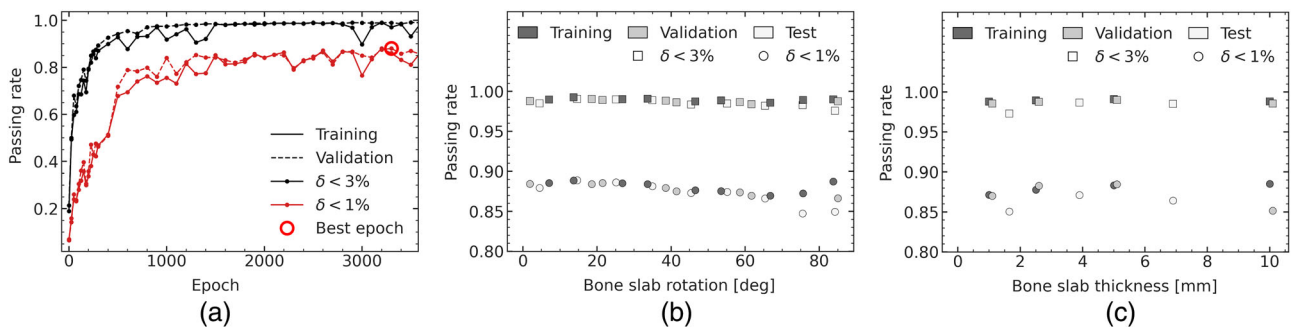 1.0
0.8
0.6
0.4
0.2
Passing rate
0
1000
2000
3000
Epoch
Training
Validation
δ < 3%
δ < 1%
Best epoch
(a)
Training
Validation
Test
δ < 3%
δ < 1%
1.00
0.95
0.90
0.85
0.80
Passing rate
0
20
40
60
80
Bone slab rotation [deg]
(b)
Training
Validation
Test
δ < 3%
δ < 1%
1.00
0.95
0.90
0.85
0.80
Passing rate
0
2
4
6
8
10
Bone slab thickness [mm]
(c)